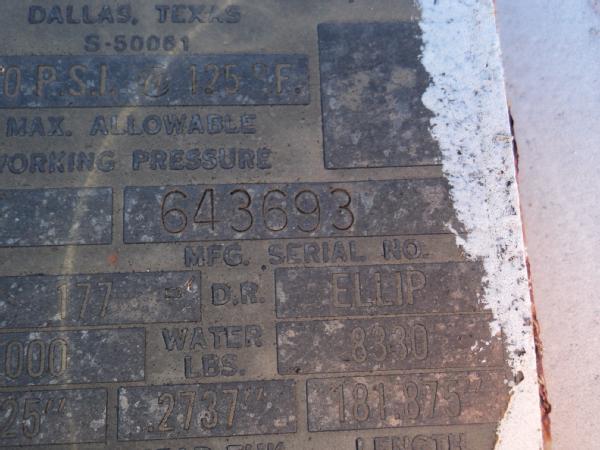 DALLAS, TEXAS
S-50061
0 P.S.I. @ 125 °F.
MAX. ALLOWABLE
WORKING PRESSURE
643693
MFG. SERIAL NO.
177 D.R. ELLIP
000 WATER LBS. 8330
25" .2737" 181.875"
LENGTH